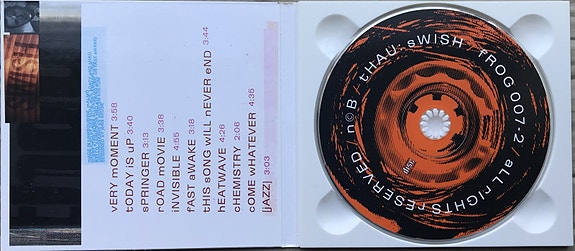 vERY mOMENT 3:58
tODAY IS uP 3:40
sPRINGER 3:13
rOAD mOVIE 3:38
iNVISIBLE 4:55
fAST aWAKE 3:18
tHIS sONG WILL nEVER eND 3:44
hEATWAVE 4:26
cHEMISTRY 2:06
cOME WHATEVER 4:35
[jAZZ] 3:03
n©B / tHAU: sWISH / fROG 007-2 / all rIGHTS rESERVED /
disc